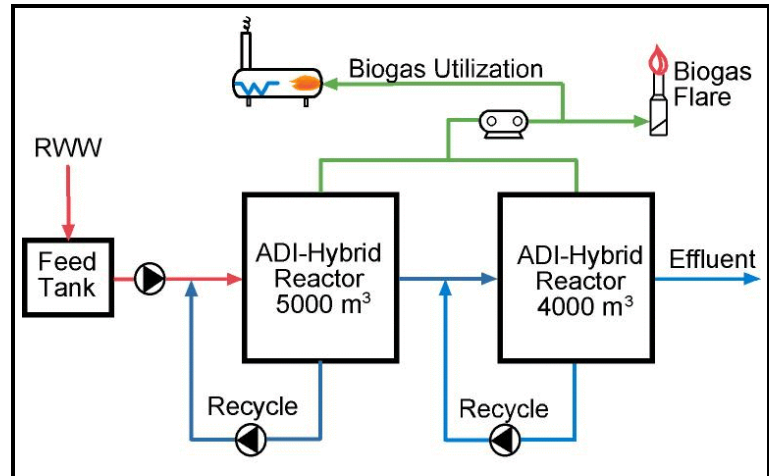 Biogas Utilization
Biogas
Flare
RWW
Feed
Tank
ADI-Hybrid
Reactor
5000 m³
ADI-Hybrid
Reactor
4000 m³
Effluent
Recycle
Recycle